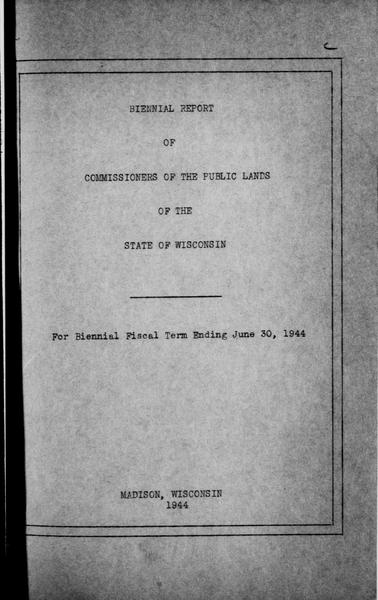 BIENNIAL REPORT
OF
COMMISSIONERS OF THE PUBLIC LANDS
OF THE
STATE OF WISCONSIN
For Biennial Fiscal Term Ending June 30, 1944
MADISON, WISCONSIN
1944